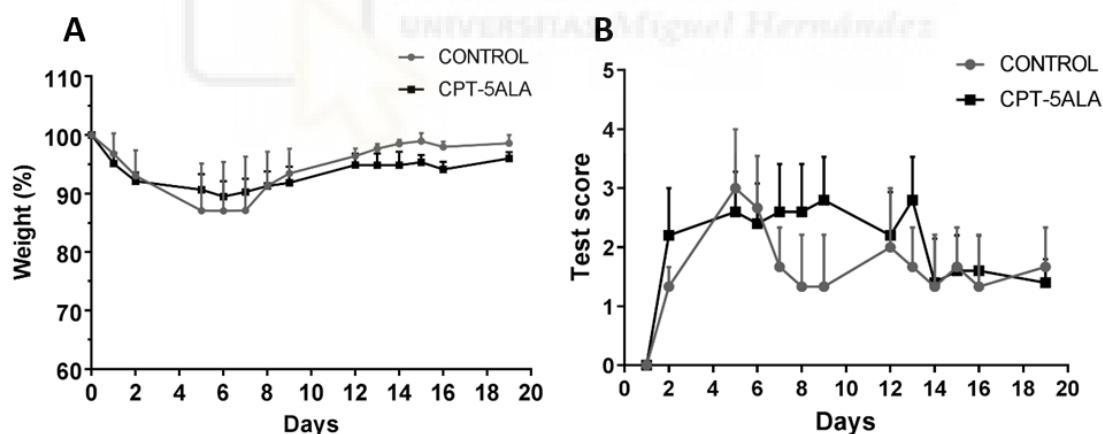 UNIVERSITAS Miguel Hernández
A
CONTROL
CPT-5ALA
110
100
90
80
70
60
Weight (%)
0 2 4 6 8 10 12 14 16 18 20
Days
B
CONTROL
CPT-5ALA
5
4
3
2
1
0
Test score
0 2 4 6 8 10 12 14 16 18 20
Days